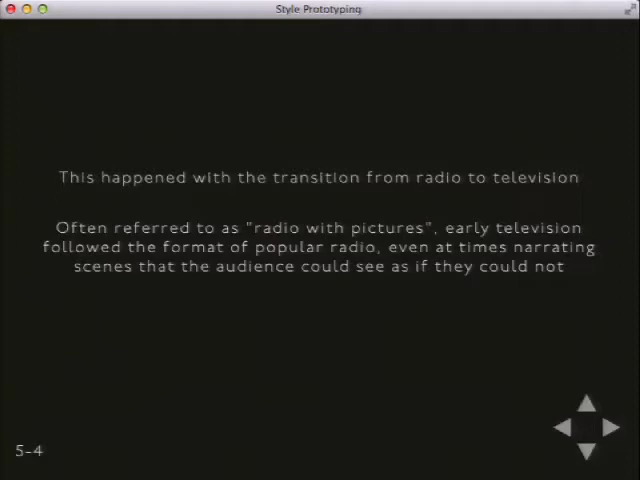 Style Prototyping
This happened with the transition from radio to television
Often referred to as "radio with pictures", early television
followed the format of popular radio, even at times narrating
scenes that the audience could see as if they could not
5-4